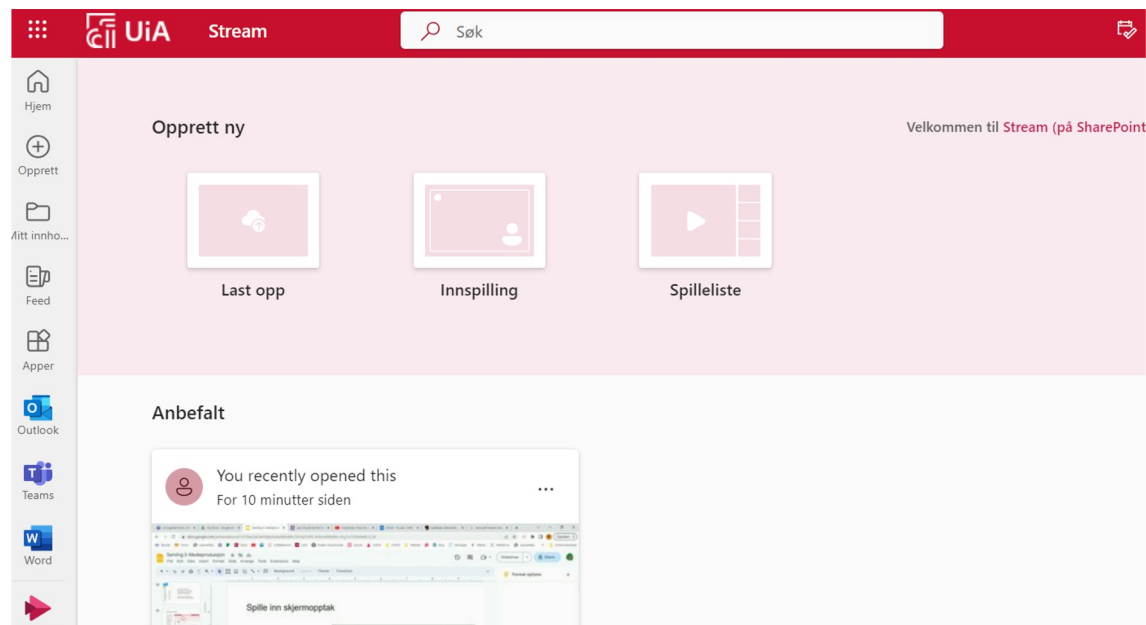 UiA Stream Søk
Hjem
Opprett
Mitt innho...
Feed
Apper
Outlook
Teams
Word
Opprett ny
Velkommen til Stream (på SharePoint
Last opp Innspilling Spilleliste
Anbefalt
You recently opened this
For 10 minutter siden
Spille inn skjermopptak